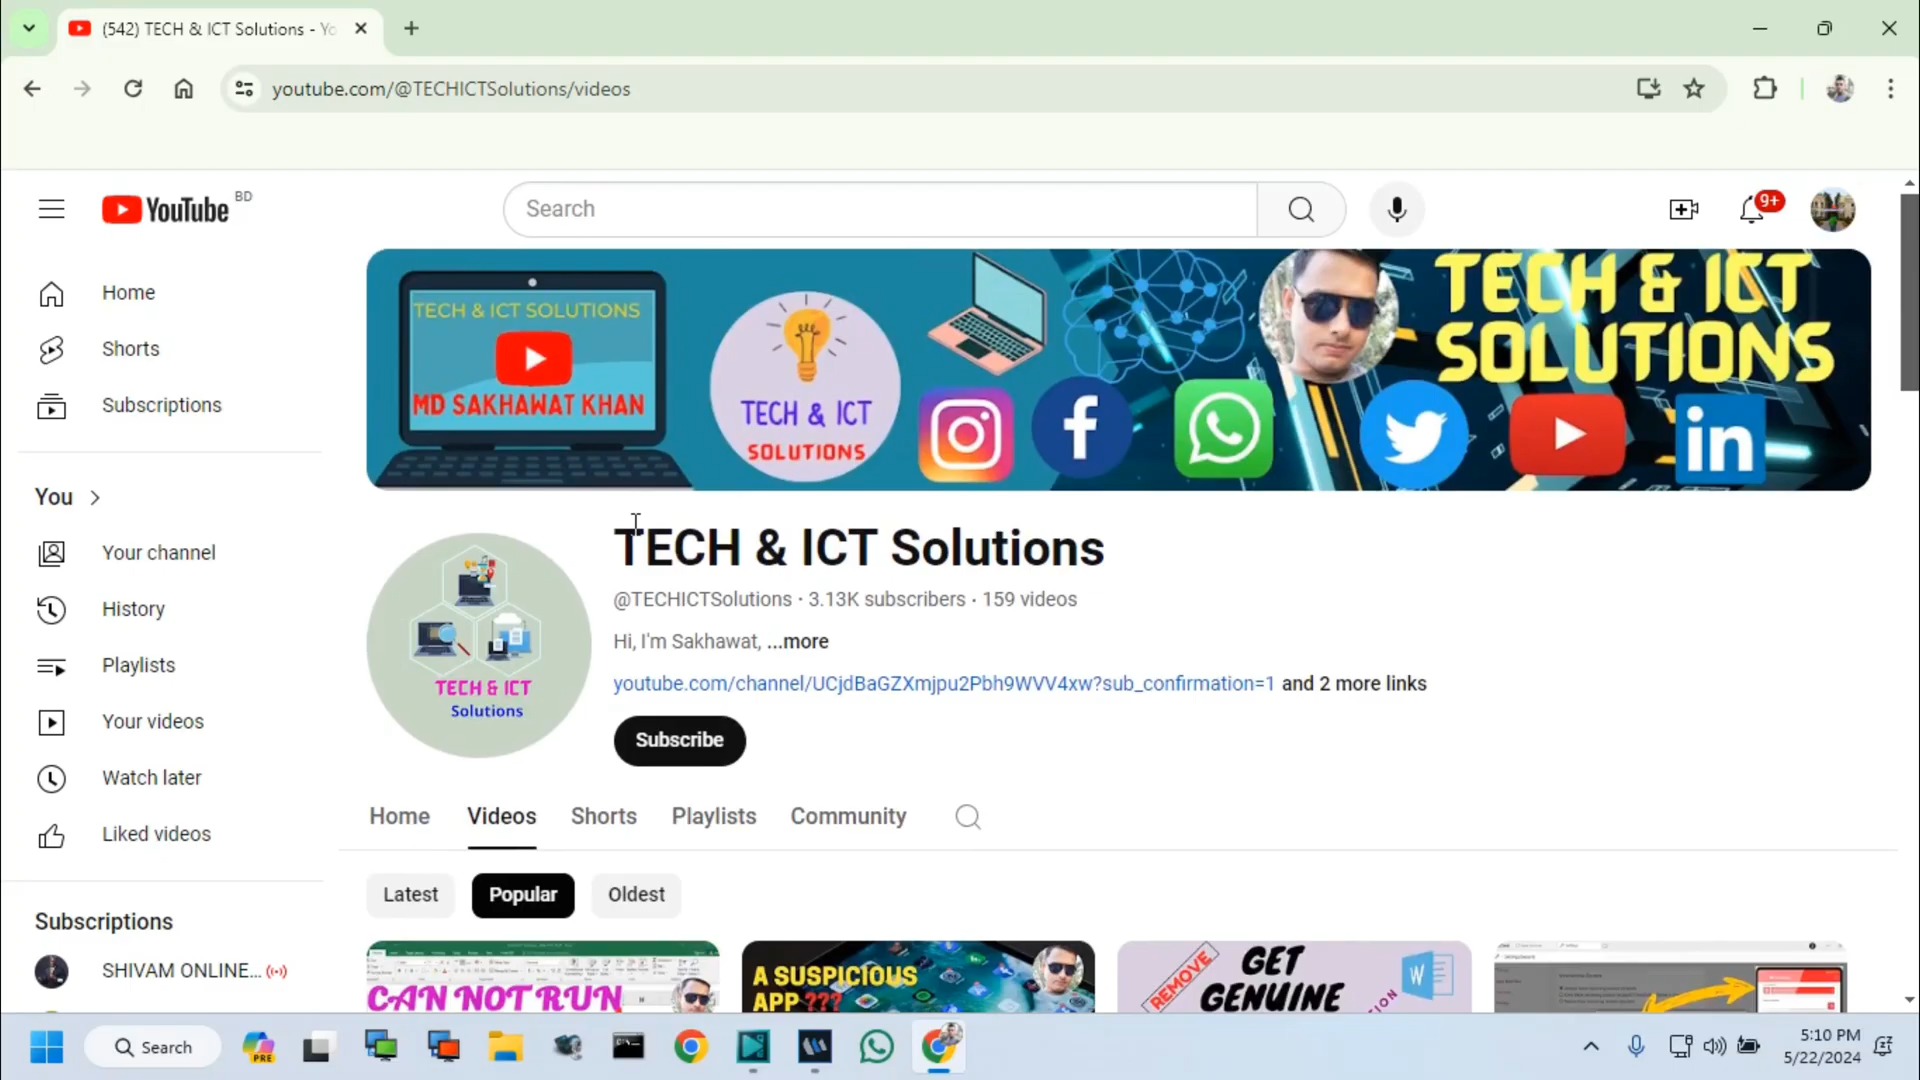 (542) TECH & ICT Solutions - Yo
youtube.com/@TECHICTSolutions/videos
YouTube BD
Search
9+
Home
Shorts
Subscriptions
You
Your channel
History
Playlists
Your videos
Watch later
Liked videos
Subscriptions
SHIVAM ONLINE...
TECH & ICT SOLUTIONS
MD SAKHAWAT KHAN
TECH & ICT
SOLUTIONS
TECH & ICT
SOLUTIONS
TECH & ICT
Solutions
TECH & ICT Solutions
@TECHICTSolutions · 3.13K subscribers · 159 videos
Hi, I'm Sakhawat, ...more
youtube.com/channel/UCjdBaGZXmjpu2Pbh9WVV4xw?sub_confirmation=1 and 2 more links
Subscribe
Home Videos Shorts Playlists Community
Latest Popular Oldest
CAN NOT RUN
A SUSPICIOUS
APP ???
REMOVE
GET
GENUINE
Search
PRE
5:10 PM
5/22/2024